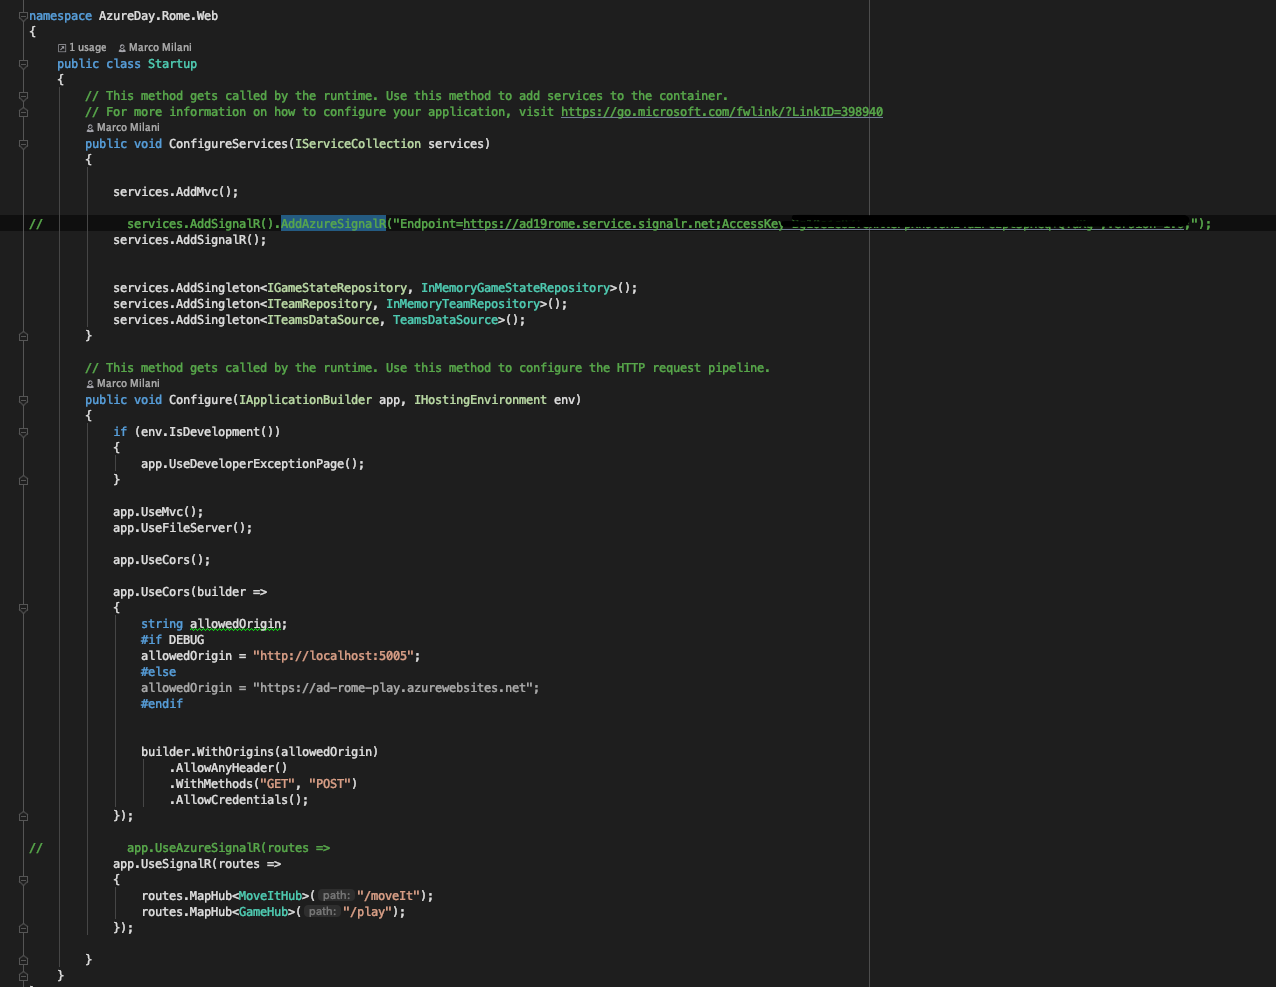 namespace AzureDay.Rome.Web
{
1 usage Marco Milani
public class Startup
{
// This method gets called by the runtime. Use this method to add services to the container.
// For more information on how to configure your application, visit https://go.microsoft.com/fwlink/?LinkID=398940
Marco Milani
public void ConfigureServices(IServiceCollection services)
{
services.AddMvc();
// services.AddSignalR().AddAzureSignalR("Endpoint=https://ad19rome.service.signalr.net;AccessKey ;");
services.AddSignalR();
services.AddSingleton<IGameStateRepository, InMemoryGameStateRepository>();
services.AddSingleton<ITeamRepository, InMemoryTeamRepository>();
services.AddSingleton<ITeamsDataSource, TeamsDataSource>();
}
// This method gets called by the runtime. Use this method to configure the HTTP request pipeline.
Marco Milani
public void Configure(IApplicationBuilder app, IHostingEnvironment env)
{
if (env.IsDevelopment())
{
app.UseDeveloperExceptionPage();
}
app.UseMvc();
app.UseFileServer();
app.UseCors();
app.UseCors(builder =>
{
string allowedOrigin;
#if DEBUG
allowedOrigin = "http://localhost:5005";
#else
allowedOrigin = "https://ad-rome-play.azurewebsites.net";
#endif
builder.WithOrigins(allowedOrigin)
.AllowAnyHeader()
.WithMethods("GET", "POST")
.AllowCredentials();
});
// app.UseAzureSignalR(routes =>
app.UseSignalR(routes =>
{
routes.MapHub<MoveItHub>( path: "/moveIt");
routes.MapHub<GameHub>( path: "/play");
});
}
}